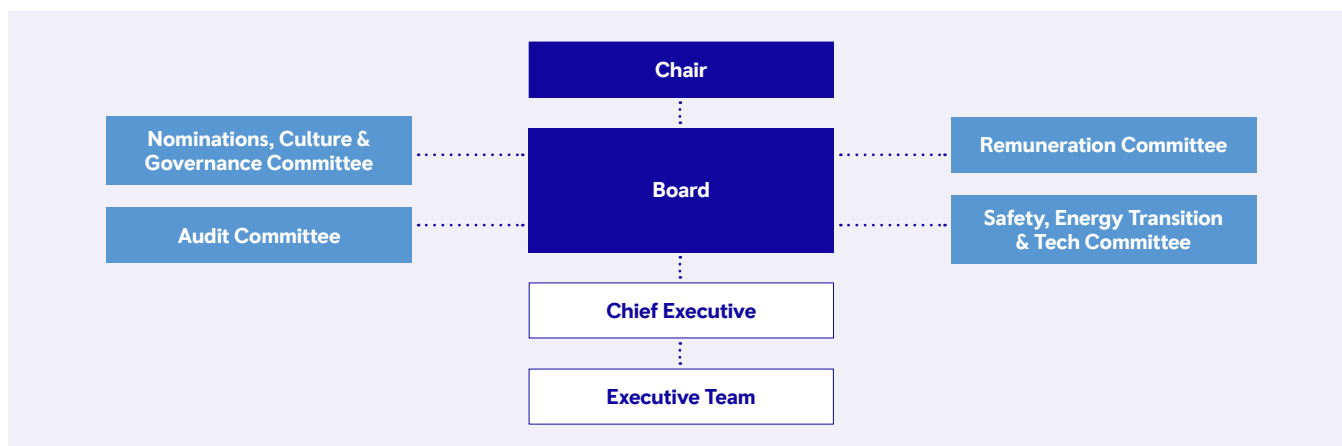 Chair
Nominations, Culture &
Governance Committee
Audit Committee
Board
Remuneration Committee
Safety, Energy Transition
& Tech Committee
Chief Executive
Executive Team